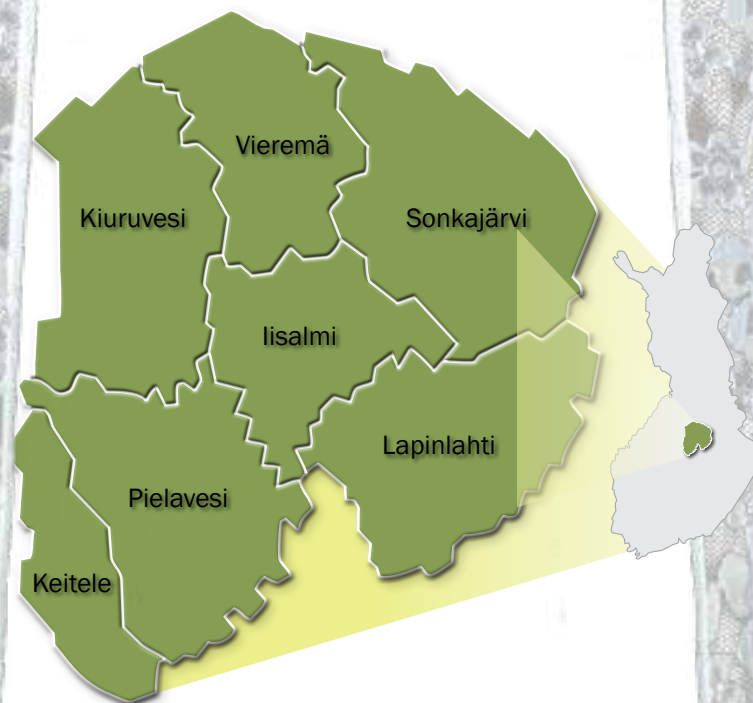 Vieremä
Kiuruvesi
Sonkajärvi
Iisalmi
Lapinlahti
Pielavesi
Keitele